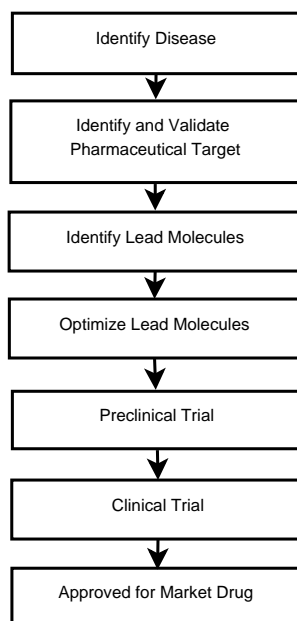 Identify Disease
Identify and Validate
Pharmaceutical Target
Identify Lead Molecules
Optimize Lead Molecules
Preclinical Trial
Clinical Trial
Approved for Market Drug